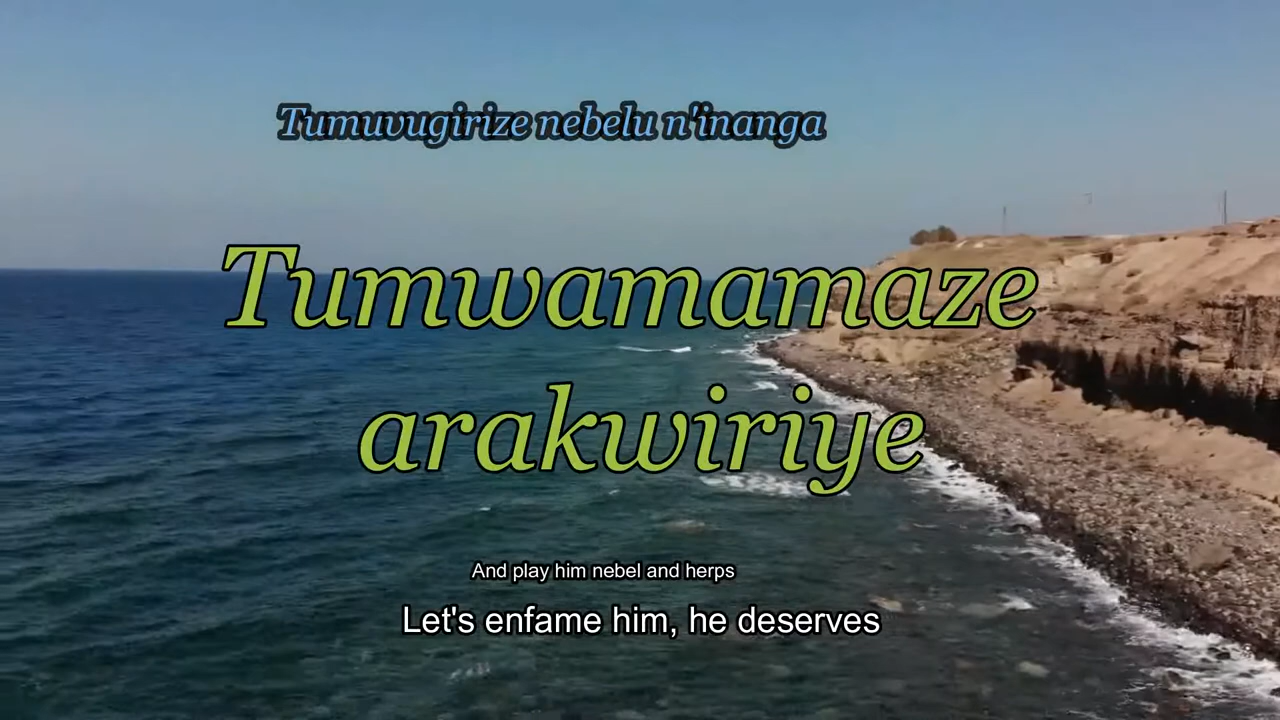 Tumuvugirize nebelu n'inanga
Tumwamamaze
arakwiriye
And play him nebel and herps
Let's enfame him, he deserves